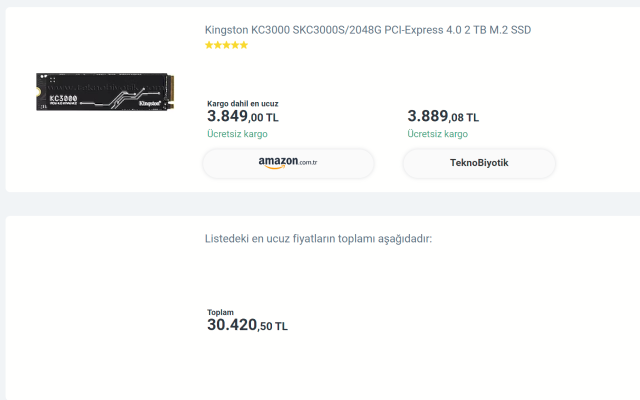 Kingston KC3000 SKC3000S/2048G PCI-Express 4.0 2 TB M.2 SSD
KC3000
Kingston
Kargo dahil en ucuz
3.849,00 TL
3.889,08 TL
Ücretsiz kargo
Ücretsiz kargo
amazon.com.tr
TeknoBiyotik
Listedeki en ucuz fiyatların toplamı aşağıdadır:
Toplam
30.420,50 TL